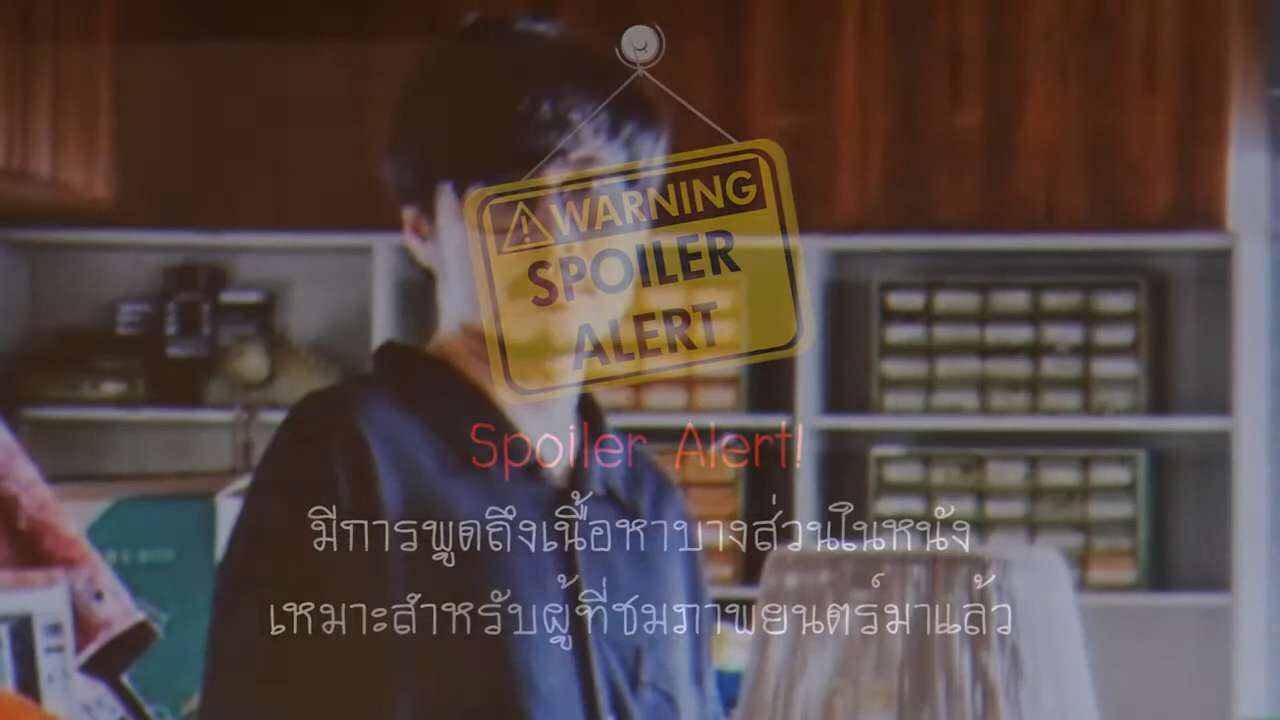 WARNING
SPOILER
ALERT
Spoiler Alert!
มีการพูดถึงเนื้อหาบางส่วนในหนัง
เหมาะสำหรับผู้ที่ชมภาพยนตร์มาแล้ว